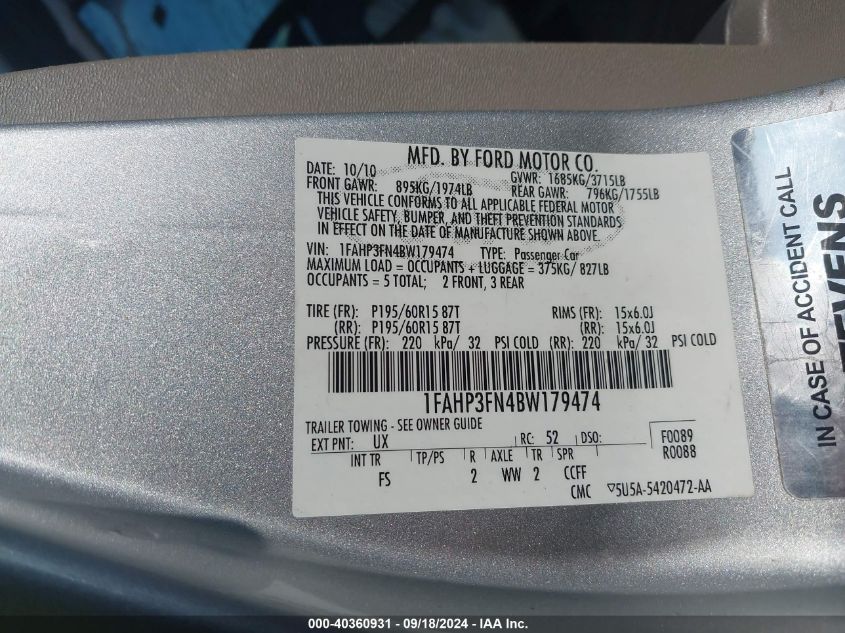 MFD. BY FORD MOTOR CO.
DATE: 10/10 GVWR: 1685KG/3715LB
FRONT GAWR: 895KG/1974LB REAR GAWR: 796KG/1755LB
THIS VEHICLE CONFORMS TO ALL APPLICABLE FEDERAL MOTOR
VEHICLE SAFETY, BUMPER, AND THEFT PREVENTION STANDARDS
IN EFFECT ON THE DATE OF MANUFACTURE SHOWN ABOVE.
VIN: 1FAHP3FN4BW179474 TYPE: Passenger Car
MAXIMUM LOAD = OCCUPANTS + LUGGAGE = 375KG/ 827LB
OCCUPANTS = 5 TOTAL; 2 FRONT, 3 REAR
TIRE (FR): P195/60R15 87T RIMS (FR): 15x6.0J
(RR): P195/60R15 87T (RR): 15x6.0J
PRESSURE (FR): 220 kPa/ 32 PSI COLD (RR): 220 kPa/ 32 PSI COLD
1FAHP3FN4BW179474
TRAILER TOWING - SEE OWNER GUIDE
EXT PNT: UX RC: 52 DSO: F0089
R0088
INT TR TP/PS R AXLE TR SPR
FS 2 WW 2 CCFF
CMC ▽5U5A-5420472-AA
IN CASE OF ACCIDENT CALL
000-40360931 - 09/18/2024 - IAA Inc.